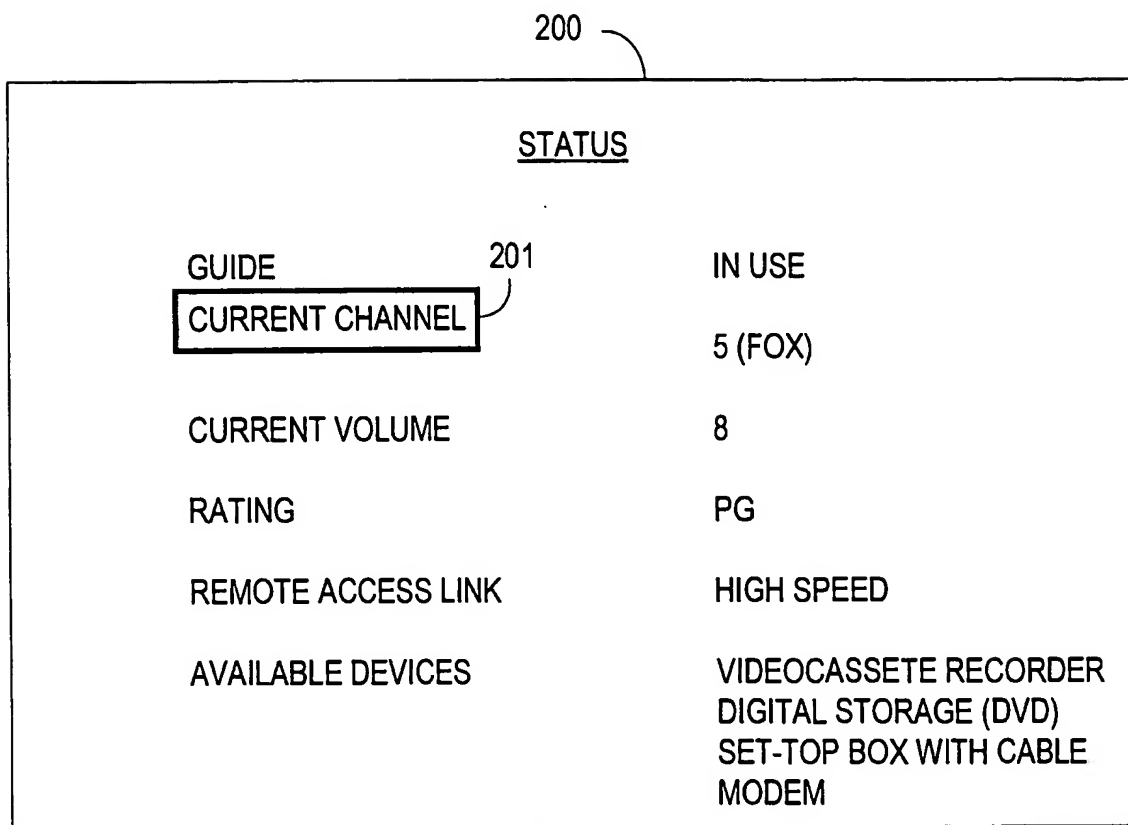 200
STATUS
GUIDE 201 IN USE
CURRENT CHANNEL
5 (FOX)
CURRENT VOLUME 8
RATING PG
REMOTE ACCESS LINK HIGH SPEED
AVAILABLE DEVICES VIDEOCASSETE RECORDER
DIGITAL STORAGE (DVD)
SET-TOP BOX WITH CABLE
MODEM